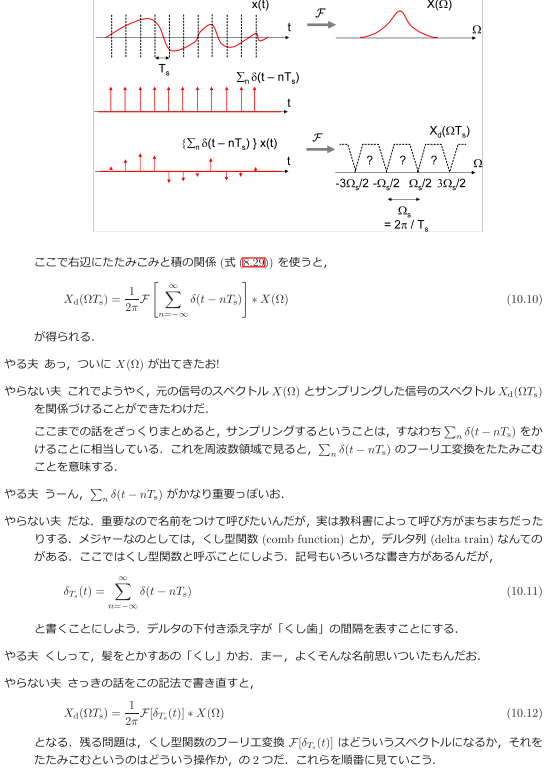 x(t)
t
T_s
ℱ
X(Ω)
Ω
∑_n δ(t − nT_s)
t
{∑_n δ(t − nT_s) } x(t)
t
ℱ
X_d(ΩT_s)
? ? ?
Ω
-3Ω_s/2 -Ω_s/2 Ω_s/2 3Ω_s/2
Ω_s
= 2π / T_s
ここで右辺にたたみこみと積の関係 (式 (8.29)) を使うと,
X_d(ΩT_s) = \frac{1}{2π} ℱ [ \sum_{n=−∞}^{∞} δ(t − nT_s) ] ∗ X(Ω) (10.10)
が得られる.
やる夫 あっ,ついに X(Ω) が出てきたお!
やらない夫 これでようやく,元の信号のスペクトル X(Ω) とサンプリングした信号のスペクトル X_d(ΩT_s)
を関係づけることができたわけだ.
ここまでの話をざっくりまとめると,サンプリングするということは,すなわち ∑_n δ(t − nT_s) をか
けることに相当している.これを周波数領域で見ると,∑_n δ(t − nT_s) のフーリエ変換をたたみこむ
ことを意味する.
やる夫 うーん,∑_n δ(t − nT_s) がかなり重要っぽいお.
やらない夫 だな.重要なので名前をつけて呼びたいんだが,実は教科書によって呼び方がまちまちだった
りする.メジャーなのとしては,くし型関数 (comb function) とか,デルタ列 (delta train) なんての
がある.ここではくし型関数と呼ぶことにしよう.記号もいろいろな書き方があるんだが,
δ_{T_s}(t) = \sum_{n=−∞}^{∞} δ(t − nT_s) (10.11)
と書くことにしよう.デルタの下付き添え字が「くし歯」の間隔を表すことにする.
やる夫 くしって,髪をとかすあの「くし」かお.まー,よくそんな名前思いついたもんだお.
やらない夫 さっきの話をこの記法で書き直すと,
X_d(ΩT_s) = \frac{1}{2π} ℱ[δ_{T_s}(t)] ∗ X(Ω) (10.12)
となる.残る問題は,くし型関数のフーリエ変換 ℱ[δ_{T_s}(t)] はどういうスペクトルになるか,それを
たたみこむというのはどういう操作か,の 2 つだ.これらを順番に見ていこう.